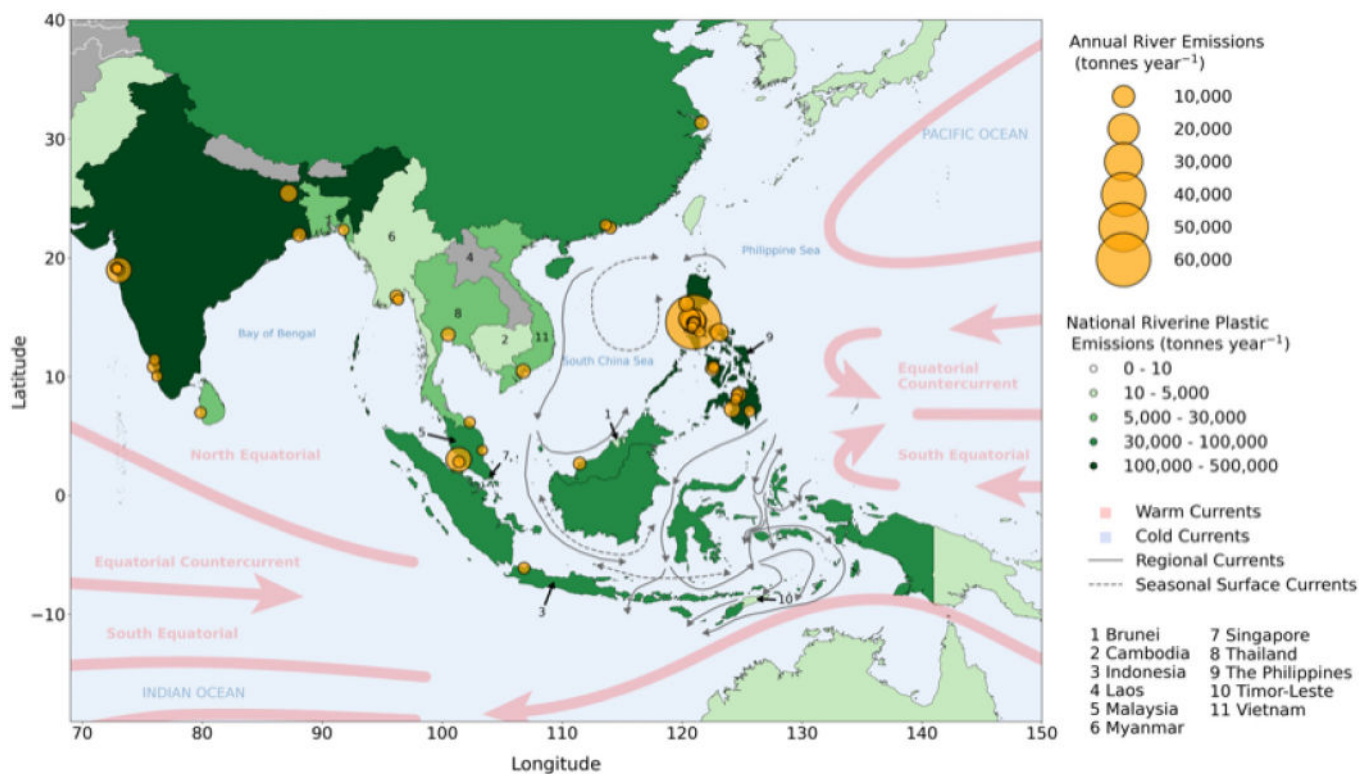 40
30
20
10
0
−10
Latitude
70
80
90
100
110
120
130
140
150
Longitude
PACIFIC OCEAN
Philippine Sea
Bay of Bengal
South China Sea
Equatorial
Countercurrent
North Equatorial
South Equatorial
Equatorial Countercurrent
South Equatorial
INDIAN OCEAN
6
4
8
11
2
9
1
5
7
3
10
Annual River Emissions
(tonnes year⁻¹)
10,000
20,000
30,000
40,000
50,000
60,000
National Riverine Plastic
Emissions (tonnes year⁻¹)
0 - 10
10 - 5,000
5,000 - 30,000
30,000 - 100,000
100,000 - 500,000
Warm Currents
Cold Currents
Regional Currents
Seasonal Surface Currents
1 Brunei
2 Cambodia
3 Indonesia
4 Laos
5 Malaysia
6 Myanmar
7 Singapore
8 Thailand
9 The Philippines
10 Timor-Leste
11 Vietnam